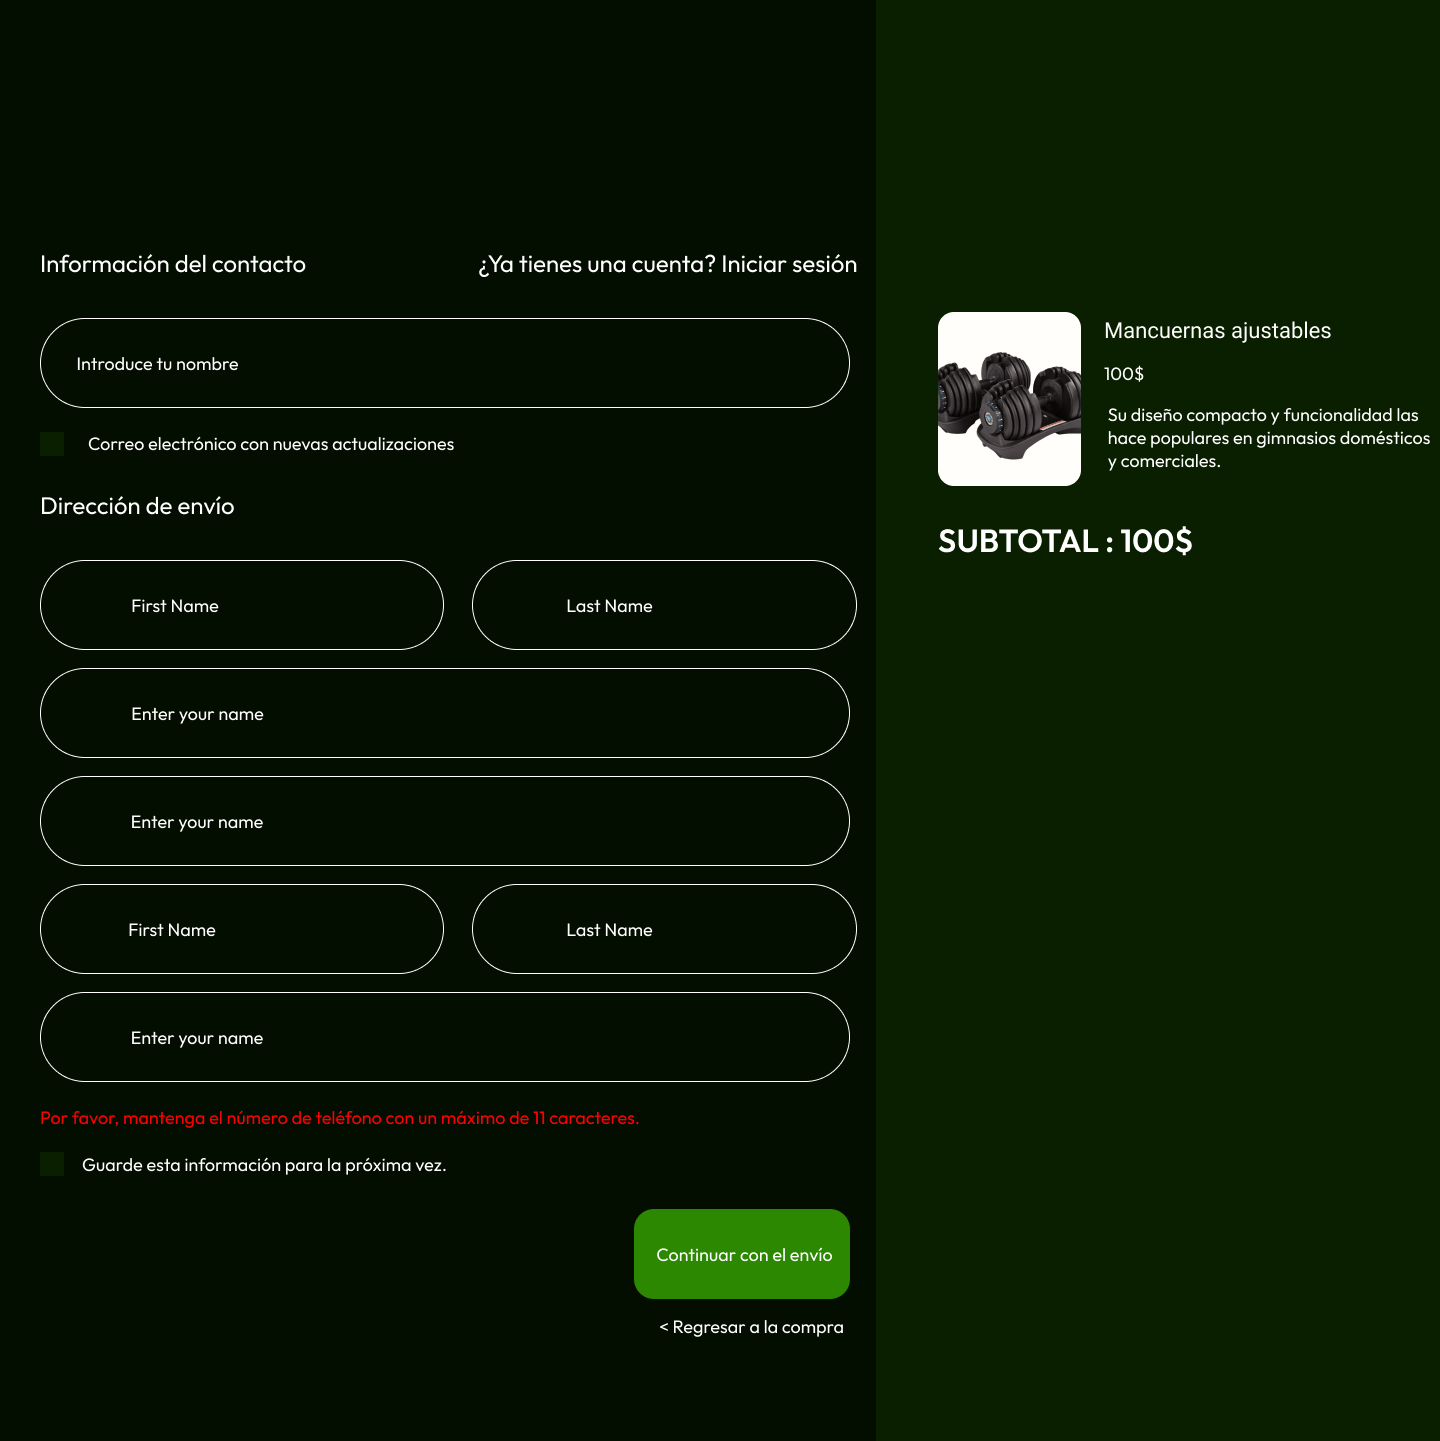 Información del contacto
¿Ya tienes una cuenta? Iniciar sesión
Introduce tu nombre
Correo electrónico con nuevas actualizaciones
Dirección de envío
First Name
Last Name
Enter your name
Enter your name
First Name
Last Name
Enter your name
Por favor, mantenga el número de teléfono con un máximo de 11 caracteres.
Guarde esta información para la próxima vez.
Continuar con el envío
< Regresar a la compra
Mancuernas ajustables
100$
Su diseño compacto y funcionalidad las
hace populares en gimnasios domésticos
y comerciales.
SUBTOTAL : 100$